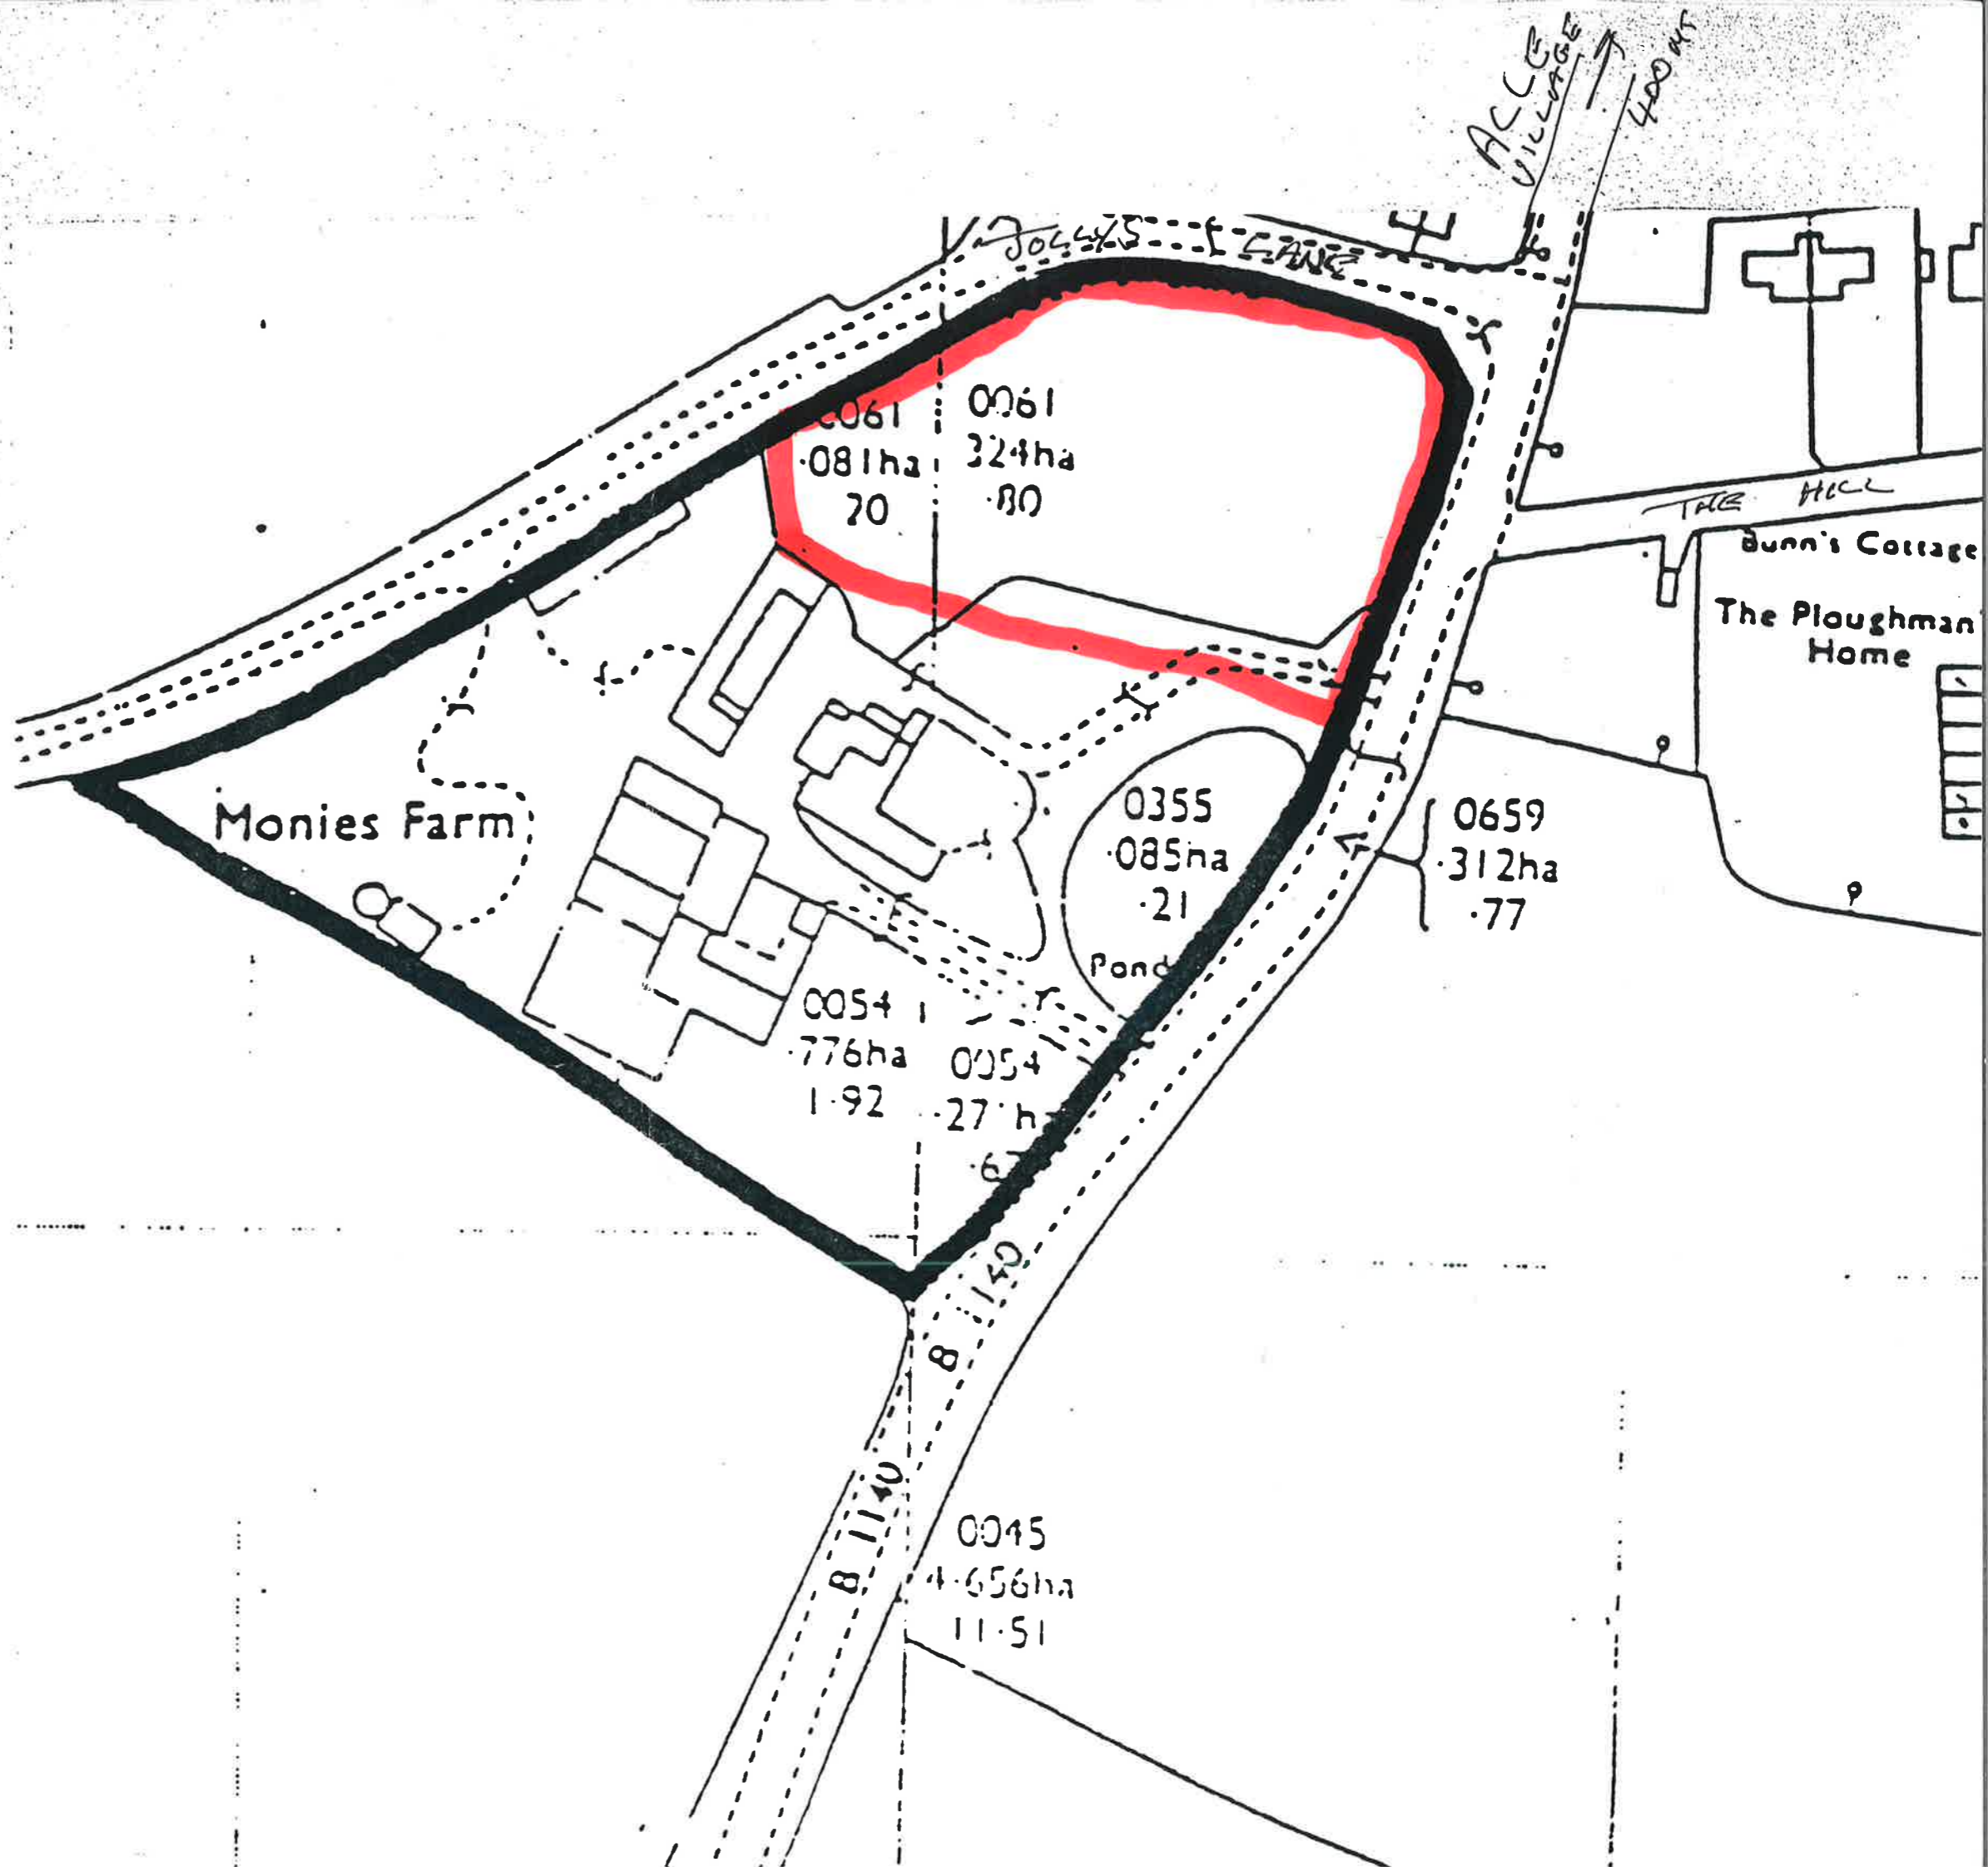 ACLE
VILLAGE
400 MT
JOLLYS LANE
THE HILL
Bunn's Cottage
The Ploughman
Home
0061
·081ha
20
0061
324ha
·80
Monies Farm
0355
·085ha
·21
Pond
0659
·312ha
·77
0054
·776ha
1·92
0054
B 1140
B 1140
0045
4·656ha
11·51